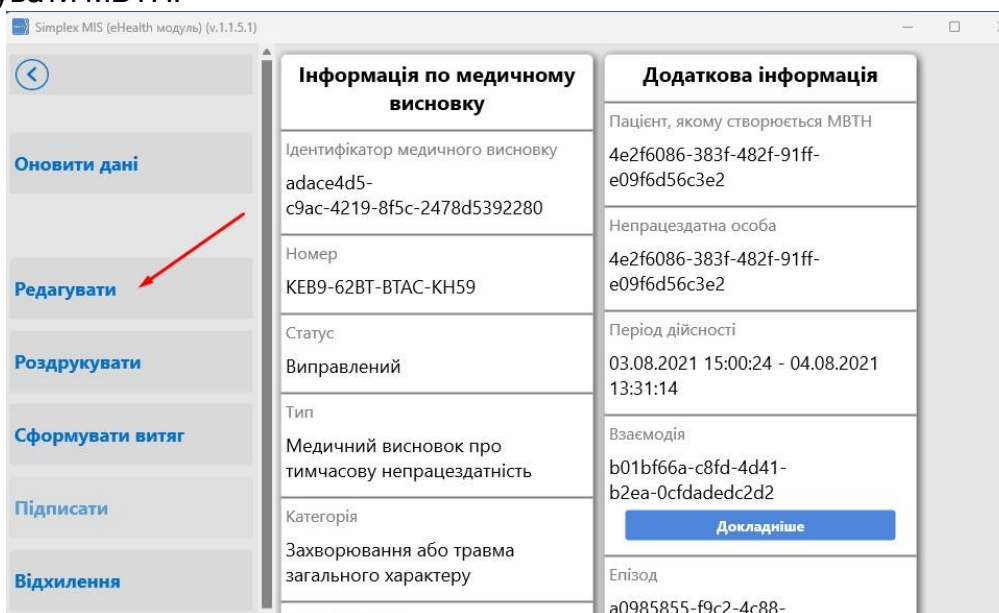 Simplex MIS (eHealth модуль) (v.1.1.5.1)
Оновити дані
Редагувати
Роздрукувати
Сформувати витяг
Підписати
Відхилення
Інформація по медичному
висновку
Ідентифікатор медичного висновку
adace4d5-
c9ac-4219-8f5c-2478d5392280
Номер
KEB9-62BT-BTAC-KH59
Статус
Виправлений
Тип
Медичний висновок про
тимчасову непрацездатність
Категорія
Захворювання або травма
загального характеру
Додаткова інформація
Пацієнт, якому створюється МВТН
4e2f6086-383f-482f-91ff-
e09f6d56c3e2
Непрацездатна особа
4e2f6086-383f-482f-91ff-
e09f6d56c3e2
Період дійсності
03.08.2021 15:00:24 - 04.08.2021
13:31:14
Взаємодія
b01bf66a-c8fd-4d41-
b2ea-0cfdadedc2d2
Докладніше
Епізод
a0985855-f9c2-4c88-